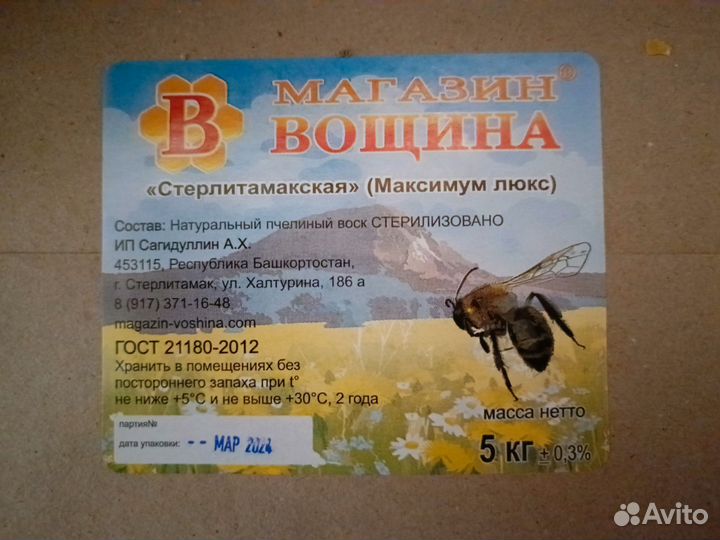 В
МАГАЗИН®
ВОЩИНА
«Стерлитамакская» (Максимум люкс)
Состав: Натуральный пчелиный воск СТЕРИЛИЗОВАНО
ИП Сагидуллин А.Х.
453115, Республика Башкортостан,
г. Стерлитамак, ул. Халтурина, 186 а
8 (917) 371-16-48
magazin-voshina.com
ГОСТ 21180-2012
Хранить в помещениях без
постороннего запаха при t°
не ниже +5°С и не выше +30°С, 2 года
партия№
дата упаковки: -- МАР 2024
масса нетто
5 кг ± 0,3%
Avito